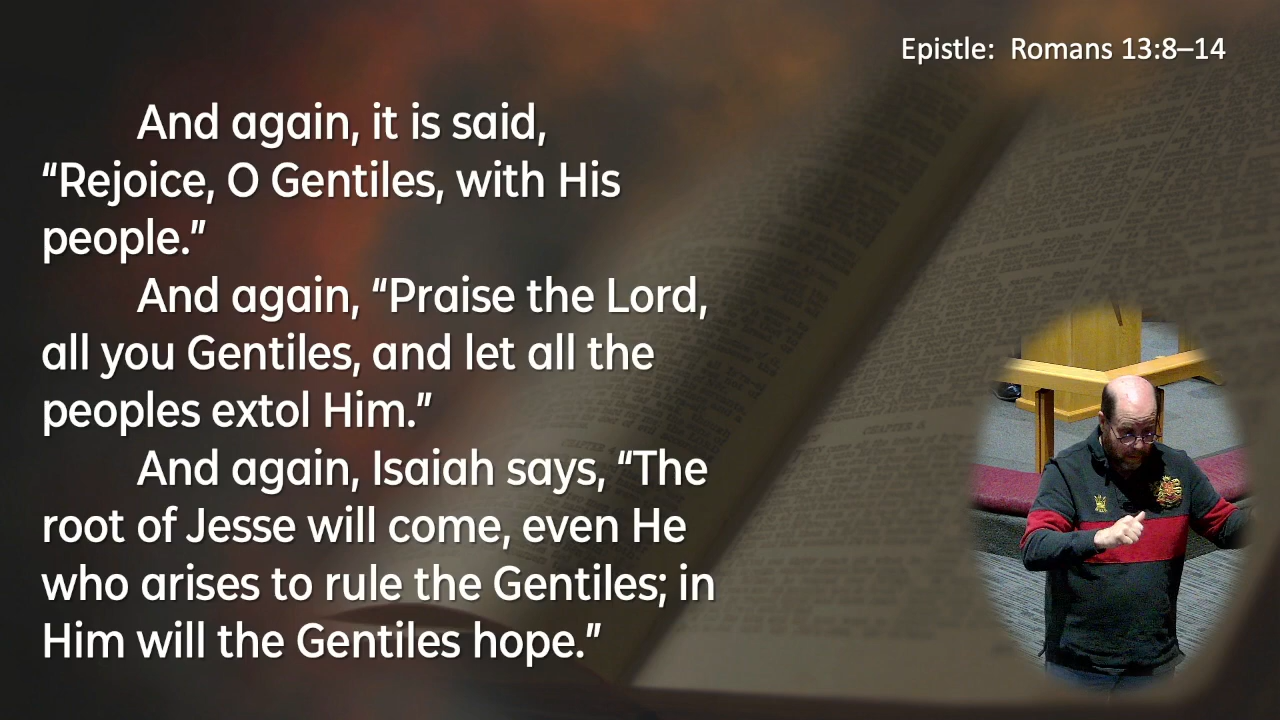 Epistle:  Romans 13:8–14
And again, it is said,
“Rejoice, O Gentiles, with His
people.”
And again, “Praise the Lord,
all you Gentiles, and let all the
peoples extol Him.”
And again, Isaiah says, “The
root of Jesse will come, even He
who arises to rule the Gentiles; in
Him will the Gentiles hope.”